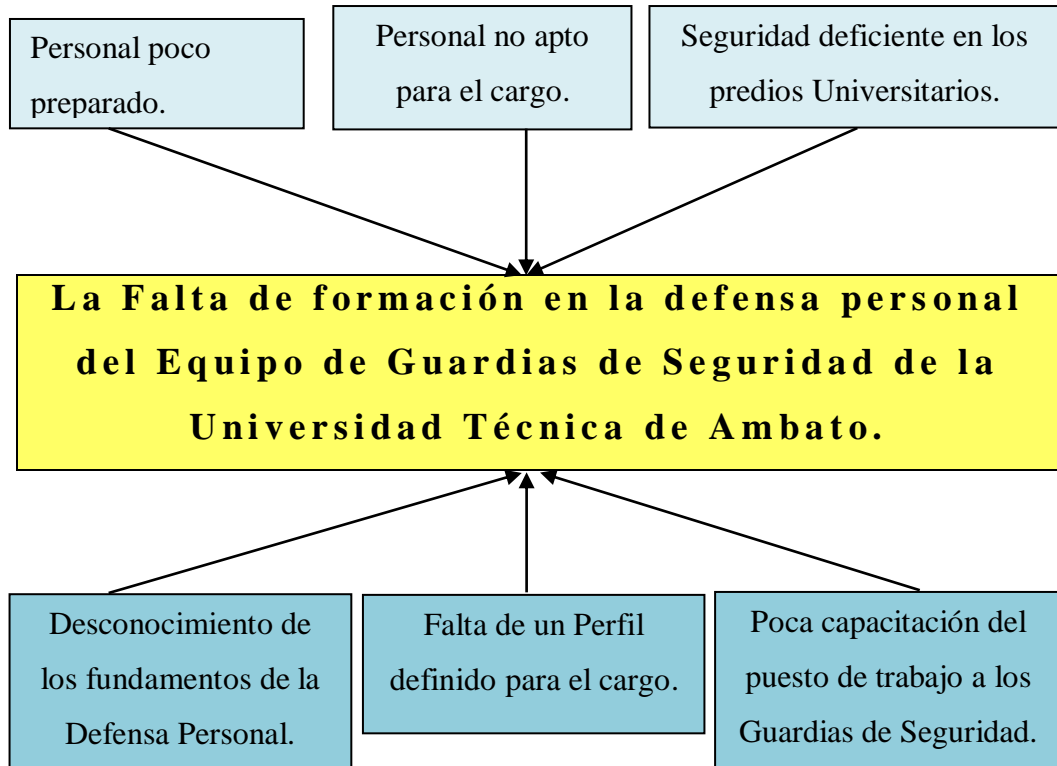 Personal poco
preparado.
Personal no apto
para el cargo.
Seguridad deficiente en los
predios Universitarios.
La Falta de formación en la defensa personal
del Equipo de Guardias de Seguridad de la
Universidad Técnica de Ambato.
Desconocimiento de
los fundamentos de la
Defensa Personal.
Falta de un Perfil
definido para el cargo.
Poca capacitación del
puesto de trabajo a los
Guardias de Seguridad.